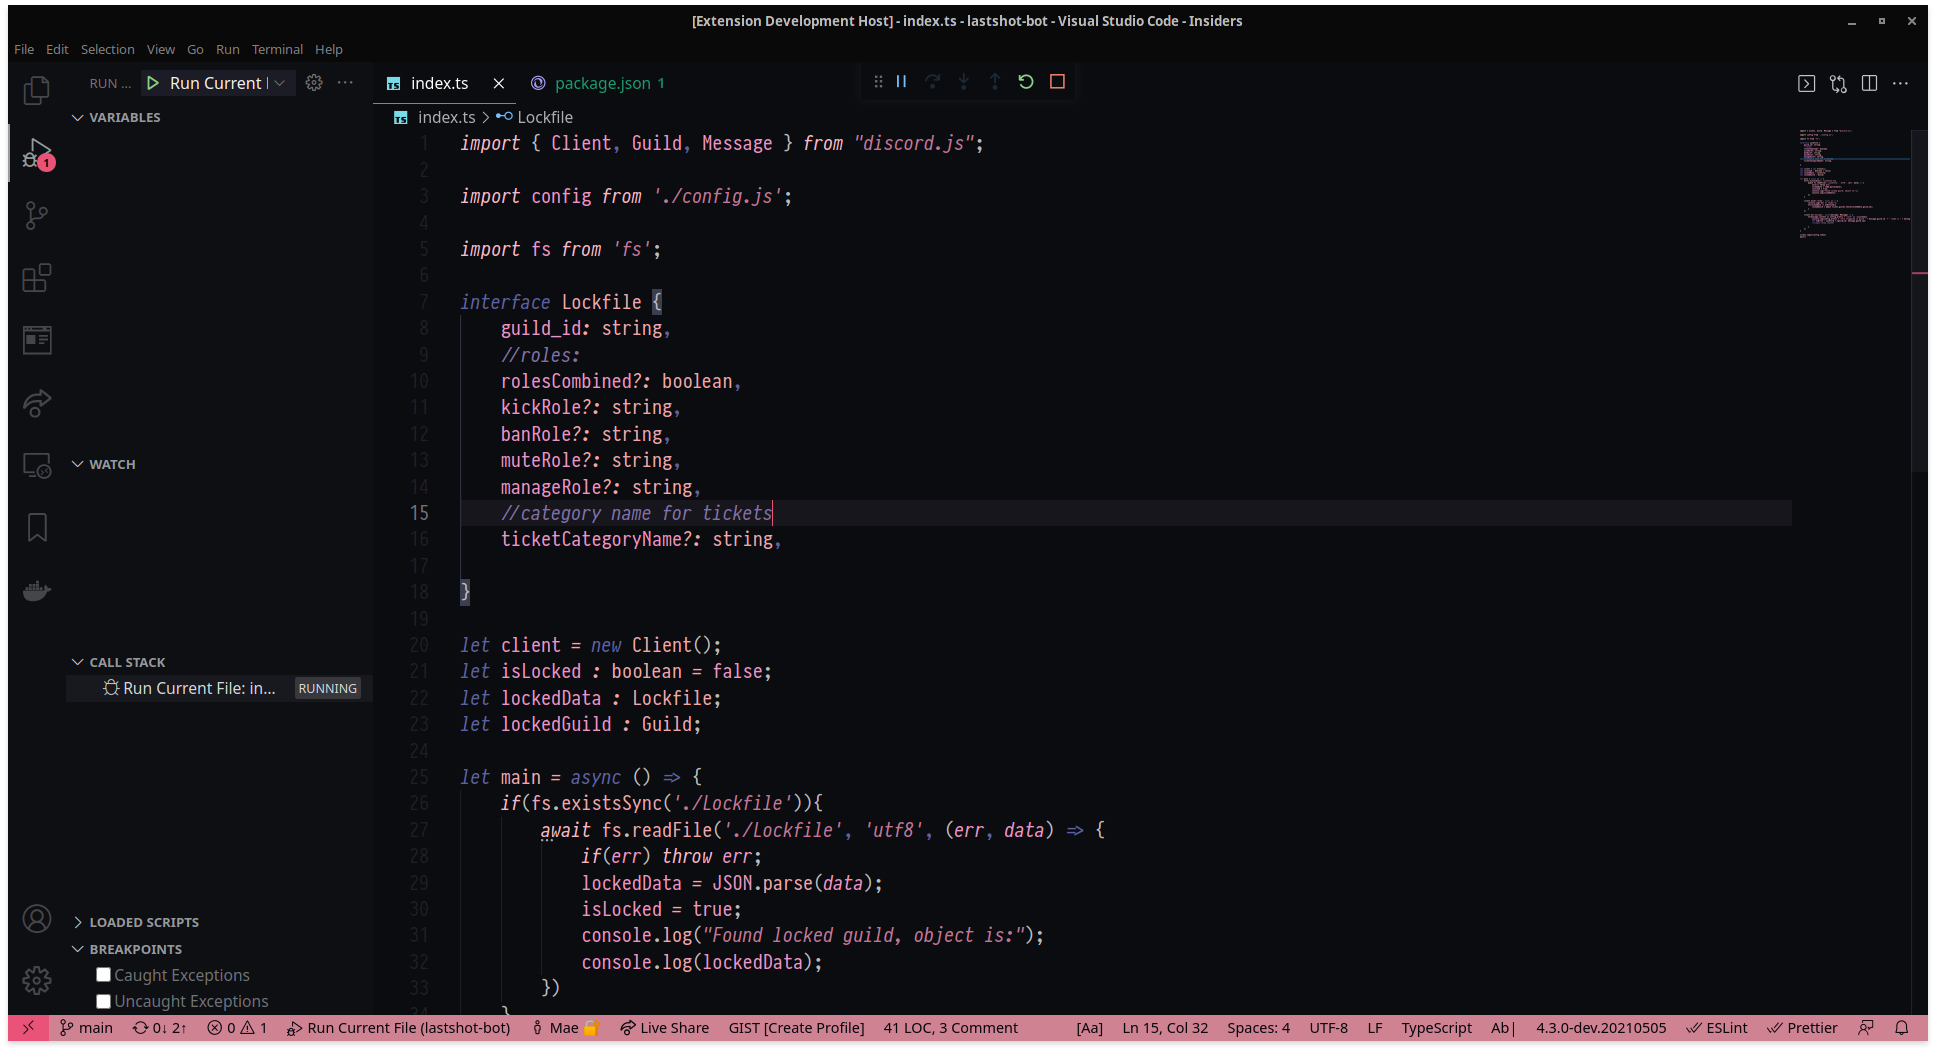 [Extension Development Host] - index.ts - lastshot-bot - Visual Studio Code - Insiders
File Edit Selection View Go Run Terminal Help
RUN ... Run Current
index.ts
package.json 1
index.ts > Lockfile
1
VARIABLES
WATCH
CALL STACK
Run Current File: in... RUNNING
LOADED SCRIPTS
BREAKPOINTS
Caught Exceptions
Uncaught Exceptions
1 import { Client, Guild, Message } from "discord.js";
2
3 import config from './config.js';
4
5 import fs from 'fs';
6
7 interface Lockfile {
8 guild_id: string,
9 //roles:
10 rolesCombined?: boolean,
11 kickRole?: string,
12 banRole?: string,
13 muteRole?: string,
14 manageRole?: string,
15 //category name for tickets
16 ticketCategoryName?: string,
17
18 }
19
20 let client = new Client();
21 let isLocked : boolean = false;
22 let lockedData : Lockfile;
23 let lockedGuild : Guild;
24
25 let main = async () => {
26 if(fs.existsSync('./Lockfile')){
27 await fs.readFile('./Lockfile', 'utf8', (err, data) => {
28 if(err) throw err;
29 lockedData = JSON.parse(data);
30 isLocked = true;
31 console.log("Found locked guild, object is:");
32 console.log(lockedData);
33 })
34 }
main 0↓ 2↑ 0 1 Run Current File (lastshot-bot) Mae Live Share GIST [Create Profile] 41 LOC, 3 Comment [Aa] Ln 15, Col 32 Spaces: 4 UTF-8 LF TypeScript Ab| 4.3.0-dev.20210505 ESLint Prettier